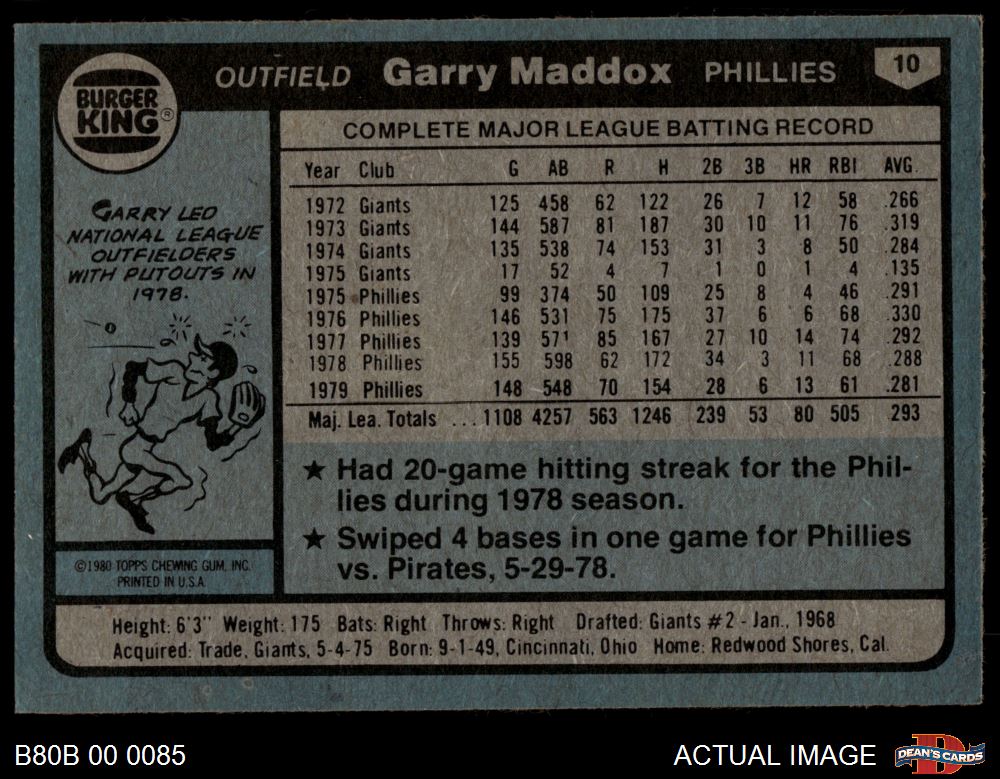 OUTFIELD Garry Maddox PHILLIES 10
BURGER
KING®
COMPLETE MAJOR LEAGUE BATTING RECORD
Year Club G AB R H 2B 3B HR RBI AVG.
1972 Giants 125 458 62 122 26 7 12 58 .266
1973 Giants 144 587 81 187 30 10 11 76 .319
1974 Giants 135 538 74 153 31 3 8 50 .284
1975 Giants 17 52 4 7 1 0 1 4 .135
1975 Phillies 99 374 50 109 25 8 4 46 .291
1976 Phillies 146 531 75 175 37 6 6 68 .330
1977 Phillies 139 571 85 167 27 10 14 74 .292
1978 Phillies 155 598 62 172 34 3 11 68 .288
1979 Phillies 148 548 70 154 28 6 13 61 .281
Maj. Lea. Totals ... 1108 4257 563 1246 239 53 80 505 .293
GARRY LED
NATIONAL LEAGUE
OUTFIELDERS
WITH PUTOUTS IN
1978.
★ Had 20-game hitting streak for the Phil-
lies during 1978 season.
★ Swiped 4 bases in one game for Phillies
vs. Pirates, 5-29-78.
©1980 TOPPS CHEWING GUM, INC.
PRINTED IN U.S.A.
Height: 6'3" Weight: 175 Bats: Right Throws: Right Drafted: Giants #2 - Jan., 1968
Acquired: Trade, Giants, 5-4-75 Born: 9-1-49, Cincinnati, Ohio Home: Redwood Shores, Cal.
B80B 00 0085 ACTUAL IMAGE D's DEAN'S CARDS